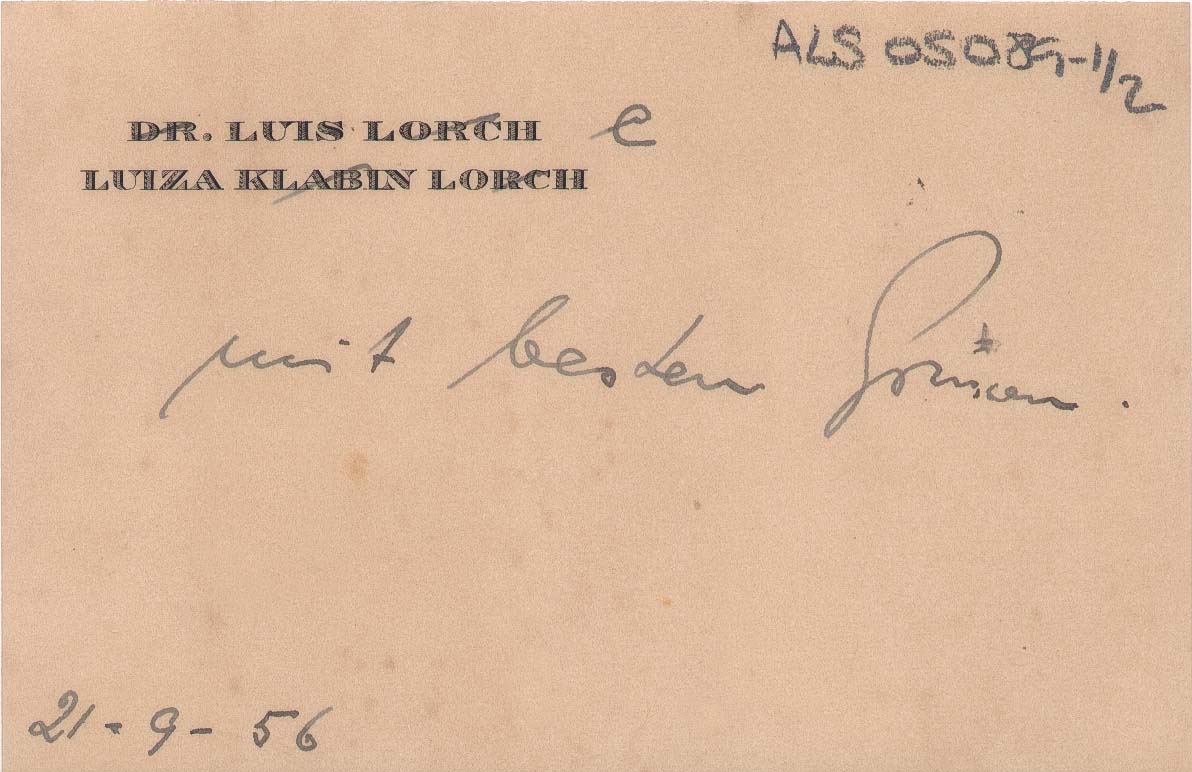 ALS 05089-1/2
DR. LUIS LORCH e
LUIZA KLABIN LORCH
mit besten Grüssen.
21-9-56